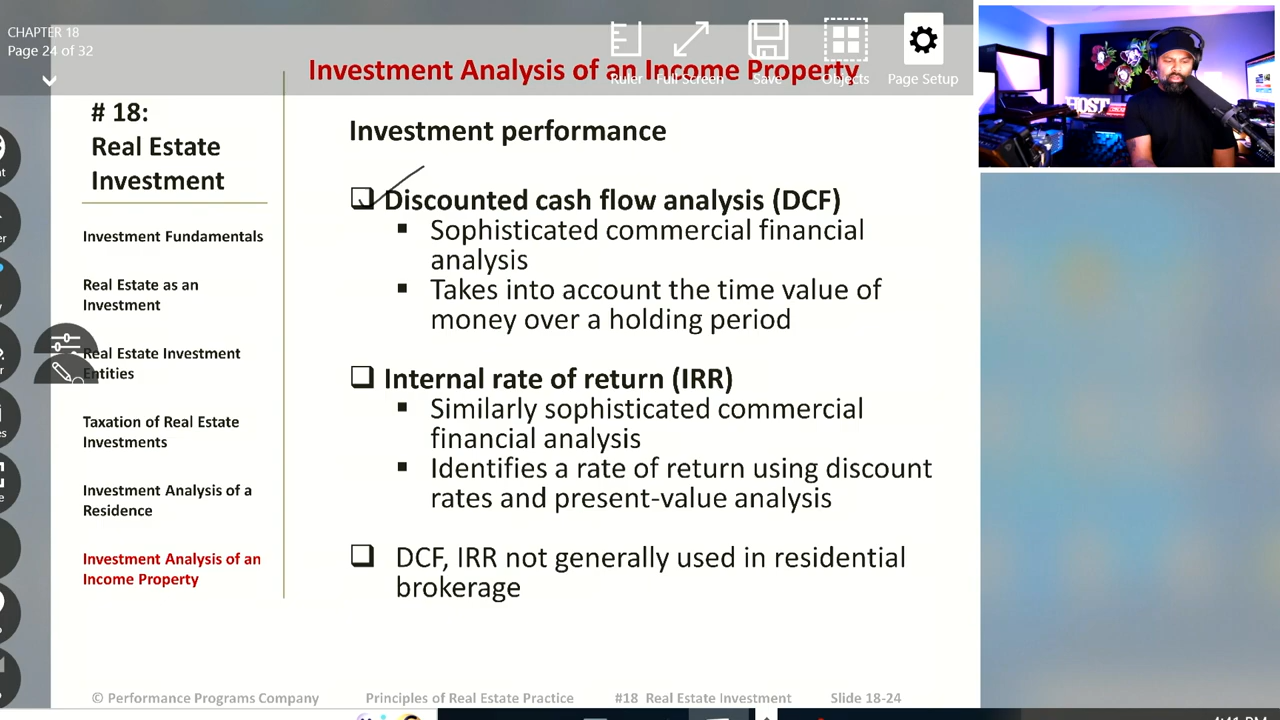 CHAPTER 18
Page 24 of 32
Ruler
Full Screen
Save
Objects
Page Setup
Investment Analysis of an Income Property
# 18:
Real Estate
Investment
Investment Fundamentals
Real Estate as an
Investment
Real Estate Investment
Entities
Taxation of Real Estate
Investments
Investment Analysis of a
Residence
Investment Analysis of an
Income Property
Investment performance
❑ Discounted cash flow analysis (DCF)
▪ Sophisticated commercial financial
analysis
▪ Takes into account the time value of
money over a holding period
❑ Internal rate of return (IRR)
▪ Similarly sophisticated commercial
financial analysis
▪ Identifies a rate of return using discount
rates and present-value analysis
❑ DCF, IRR not generally used in residential
brokerage
© Performance Programs Company
Principles of Real Estate Practice
#18 Real Estate Investment
Slide 18-24
HOST
4:41 PM